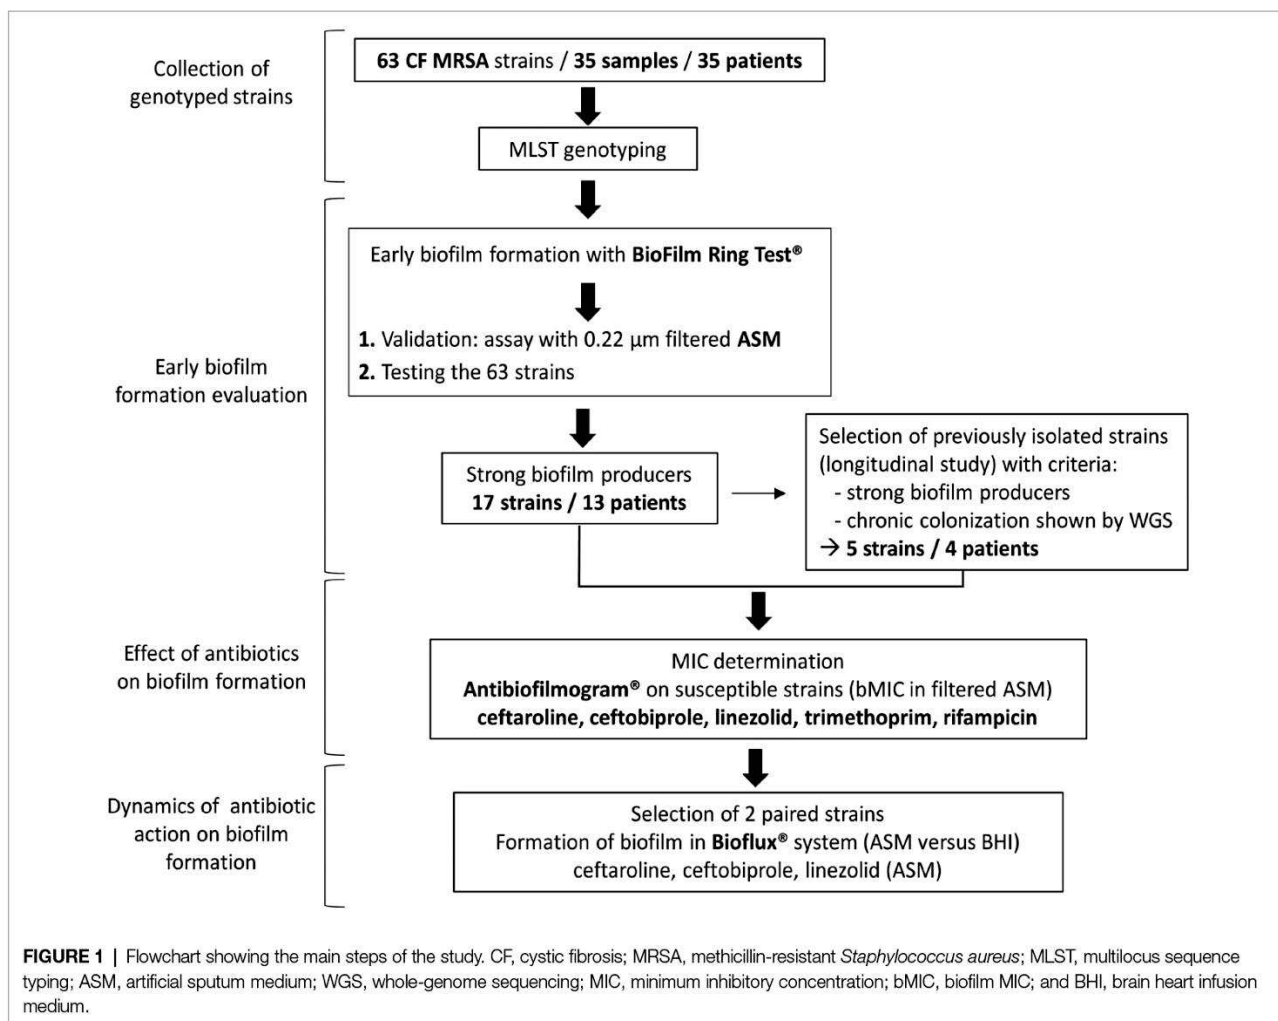 Collection of
genotyped strains
63 CF MRSA strains / 35 samples / 35 patients
MLST genotyping
Early biofilm
formation evaluation
Early biofilm formation with BioFilm Ring Test®
1. Validation: assay with 0.22 µm filtered ASM
2. Testing the 63 strains
Strong biofilm producers
17 strains / 13 patients
Selection of previously isolated strains
(longitudinal study) with criteria:
- strong biofilm producers
- chronic colonization shown by WGS
→ 5 strains / 4 patients
Effect of antibiotics
on biofilm formation
MIC determination
Antibiofilmogram® on susceptible strains (bMIC in filtered ASM)
ceftaroline, ceftobiprole, linezolid, trimethoprim, rifampicin
Dynamics of antibiotic
action on biofilm
formation
Selection of 2 paired strains
Formation of biofilm in Bioflux® system (ASM versus BHI)
ceftaroline, ceftobiprole, linezolid (ASM)
FIGURE 1 | Flowchart showing the main steps of the study. CF, cystic fibrosis; MRSA, methicillin-resistant Staphylococcus aureus; MLST, multilocus sequence
typing; ASM, artificial sputum medium; WGS, whole-genome sequencing; MIC, minimum inhibitory concentration; bMIC, biofilm MIC; and BHI, brain heart infusion
medium.